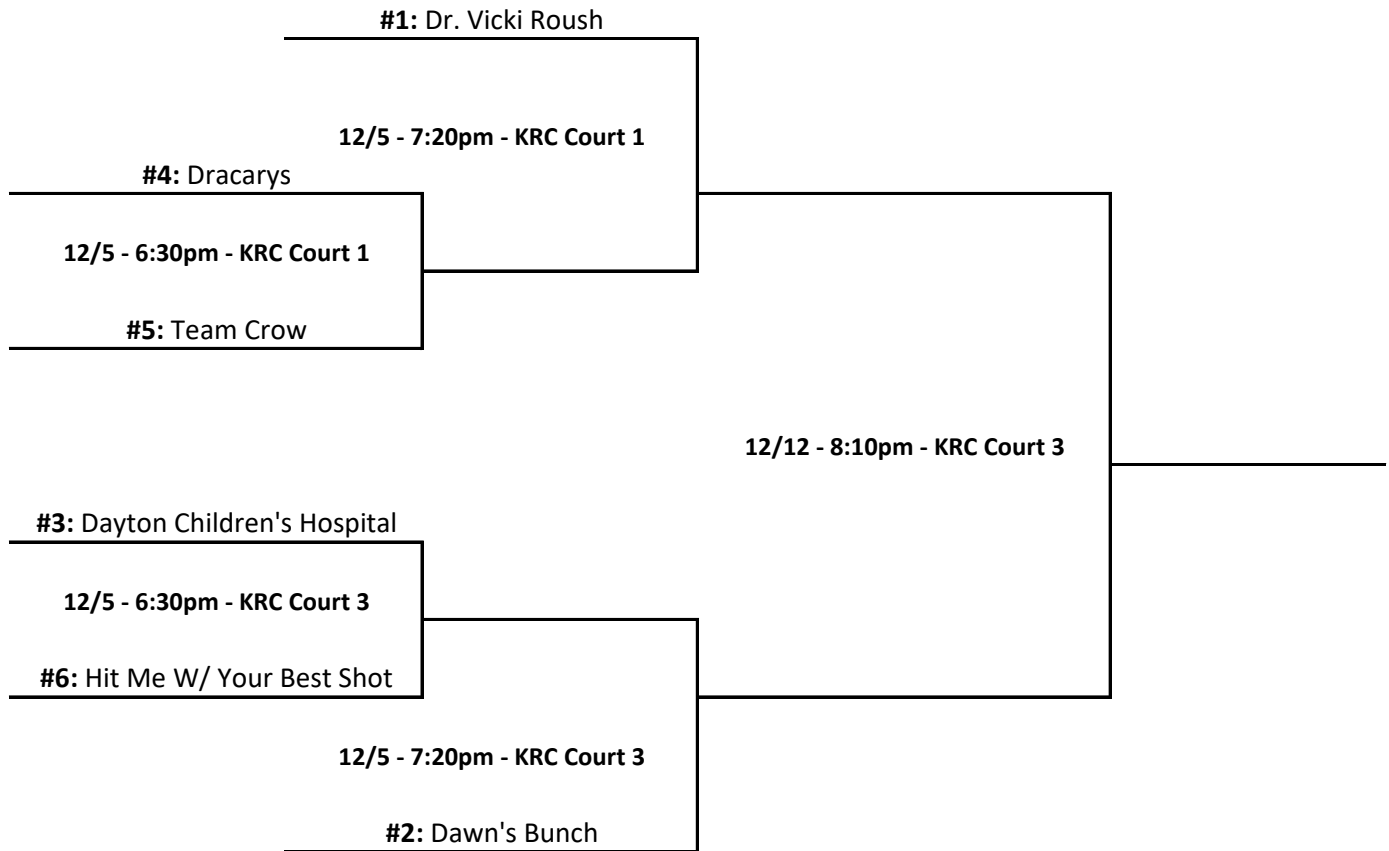 #1: Dr. Vicki Roush
12/5 - 7:20pm - KRC Court 1
#4: Dracarys
12/5 - 6:30pm - KRC Court 1
#5: Team Crow
12/12 - 8:10pm - KRC Court 3
#3: Dayton Children's Hospital
12/5 - 6:30pm - KRC Court 3
#6: Hit Me W/ Your Best Shot
12/5 - 7:20pm - KRC Court 3
#2: Dawn's Bunch